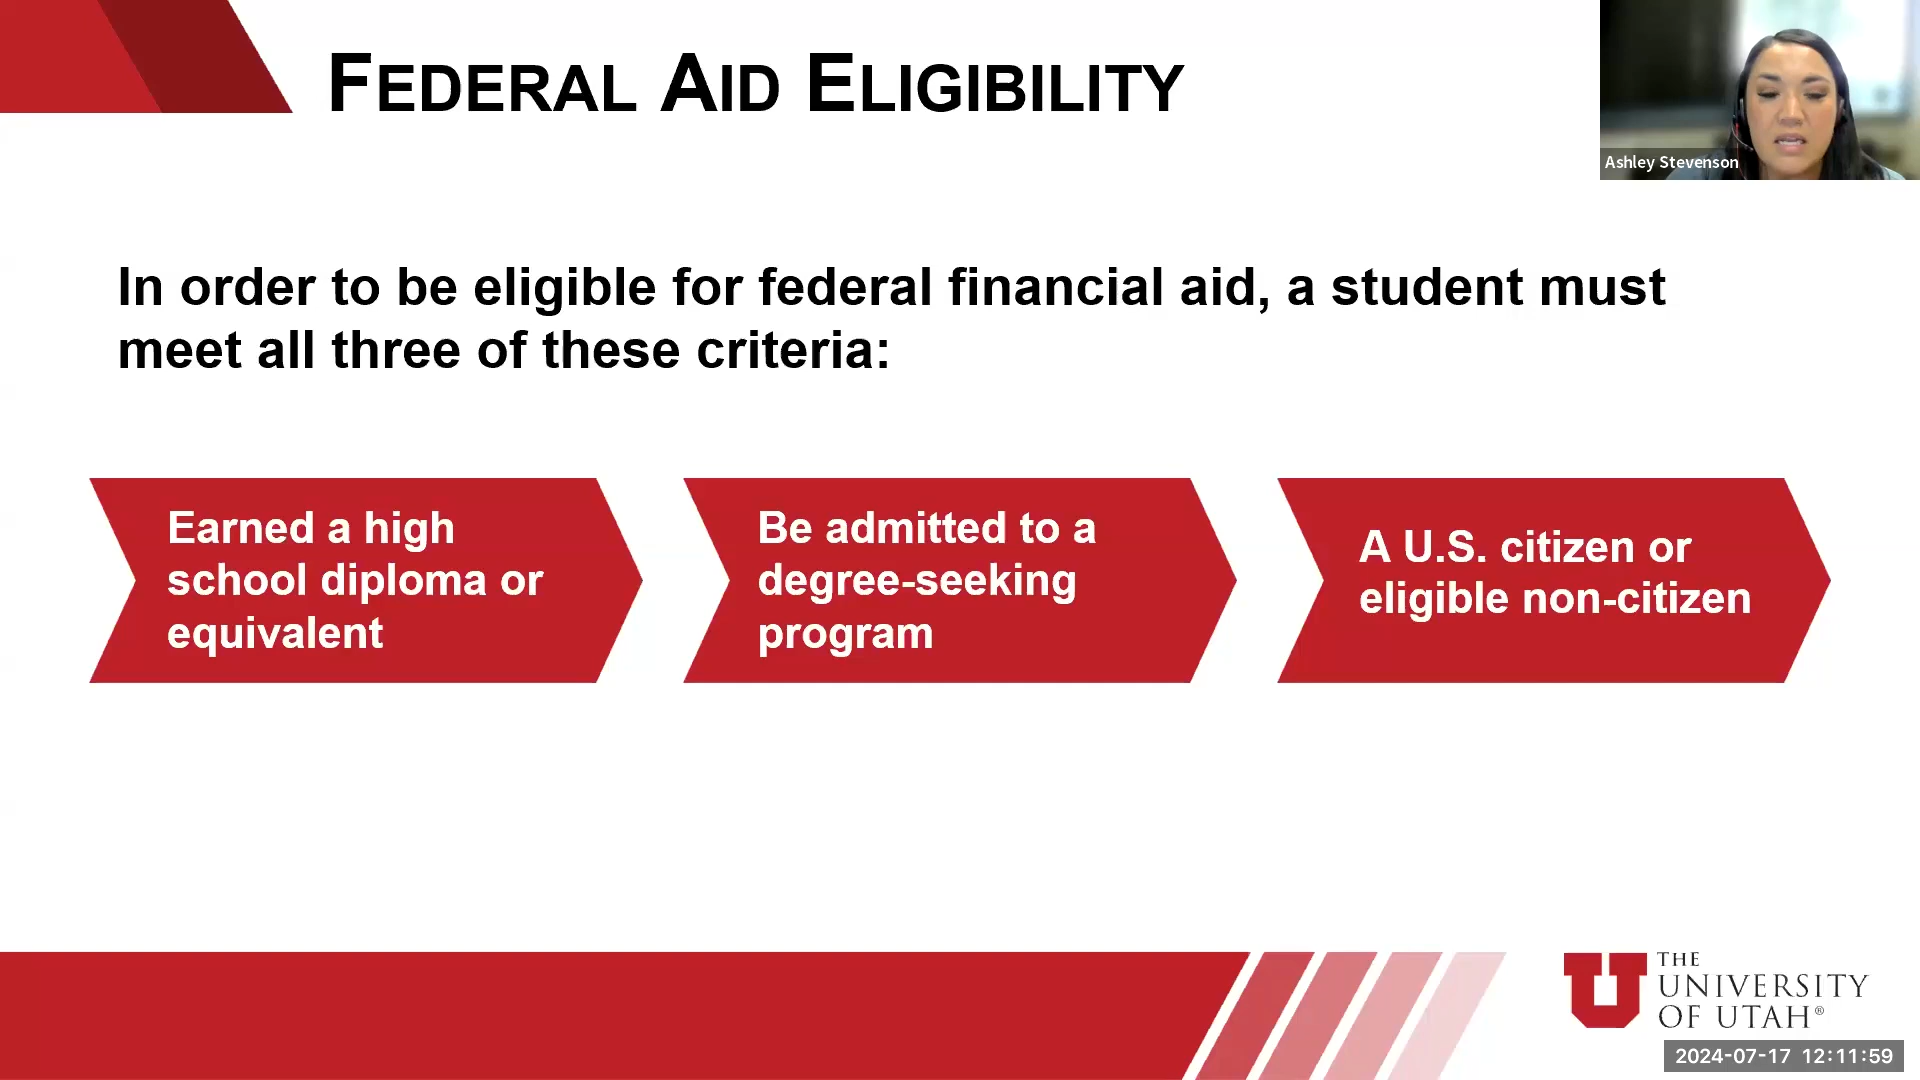 FEDERAL AID ELIGIBILITY
Ashley Stevenson
In order to be eligible for federal financial aid, a student must
meet all three of these criteria:
Earned a high
school diploma or
equivalent
Be admitted to a
degree-seeking
program
A U.S. citizen or
eligible non-citizen
U
THE
UNIVERSITY
OF UTAH®
2024-07-17 12:11:59